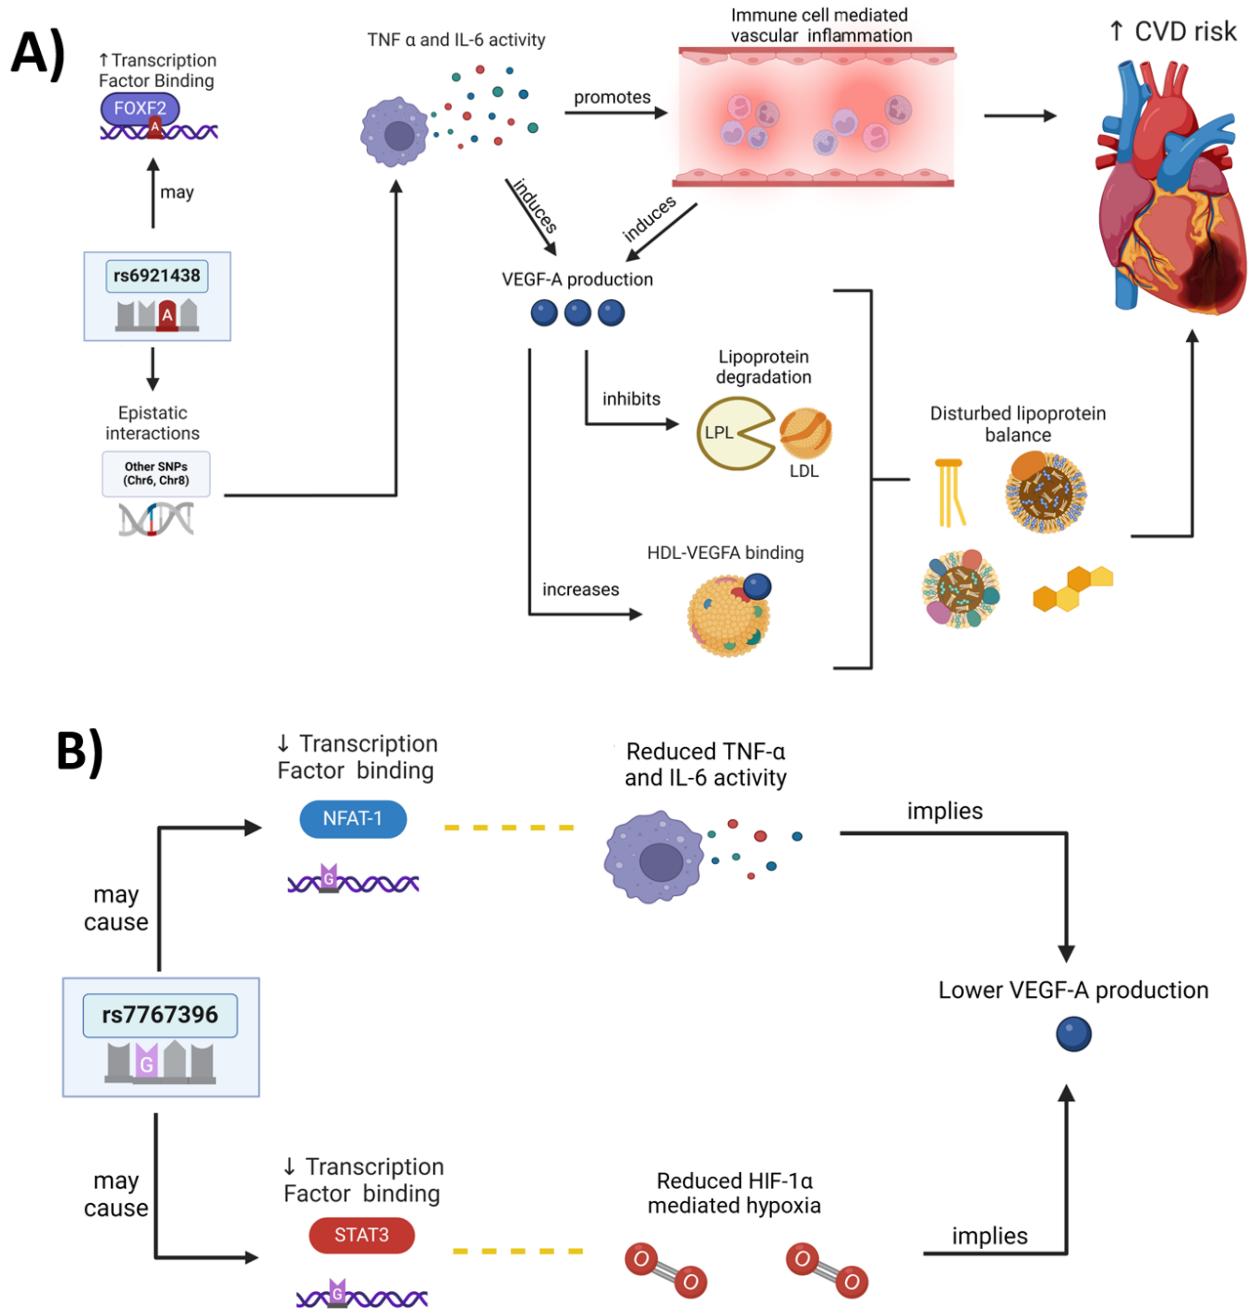 A)
↑Transcription
Factor Binding
FOXF2
A
may
rs6921438
A
Epistatic
interactions
Other SNPs
(Chr6, Chr8)
TNF α and IL-6 activity
promotes
Immune cell mediated
vascular inflammation
↑ CVD risk
induces
induces
VEGF-A production
inhibits
Lipoprotein
degradation
LPL
LDL
increases
HDL-VEGFA binding
Disturbed lipoprotein
balance
B)
↓ Transcription
Factor binding
NFAT-1
G
may
cause
Reduced TNF-α
and IL-6 activity
implies
rs7767396
G
Lower VEGF-A production
may
cause
↓ Transcription
Factor binding
STAT3
G
Reduced HIF-1α
mediated hypoxia
O
O
O
O
implies